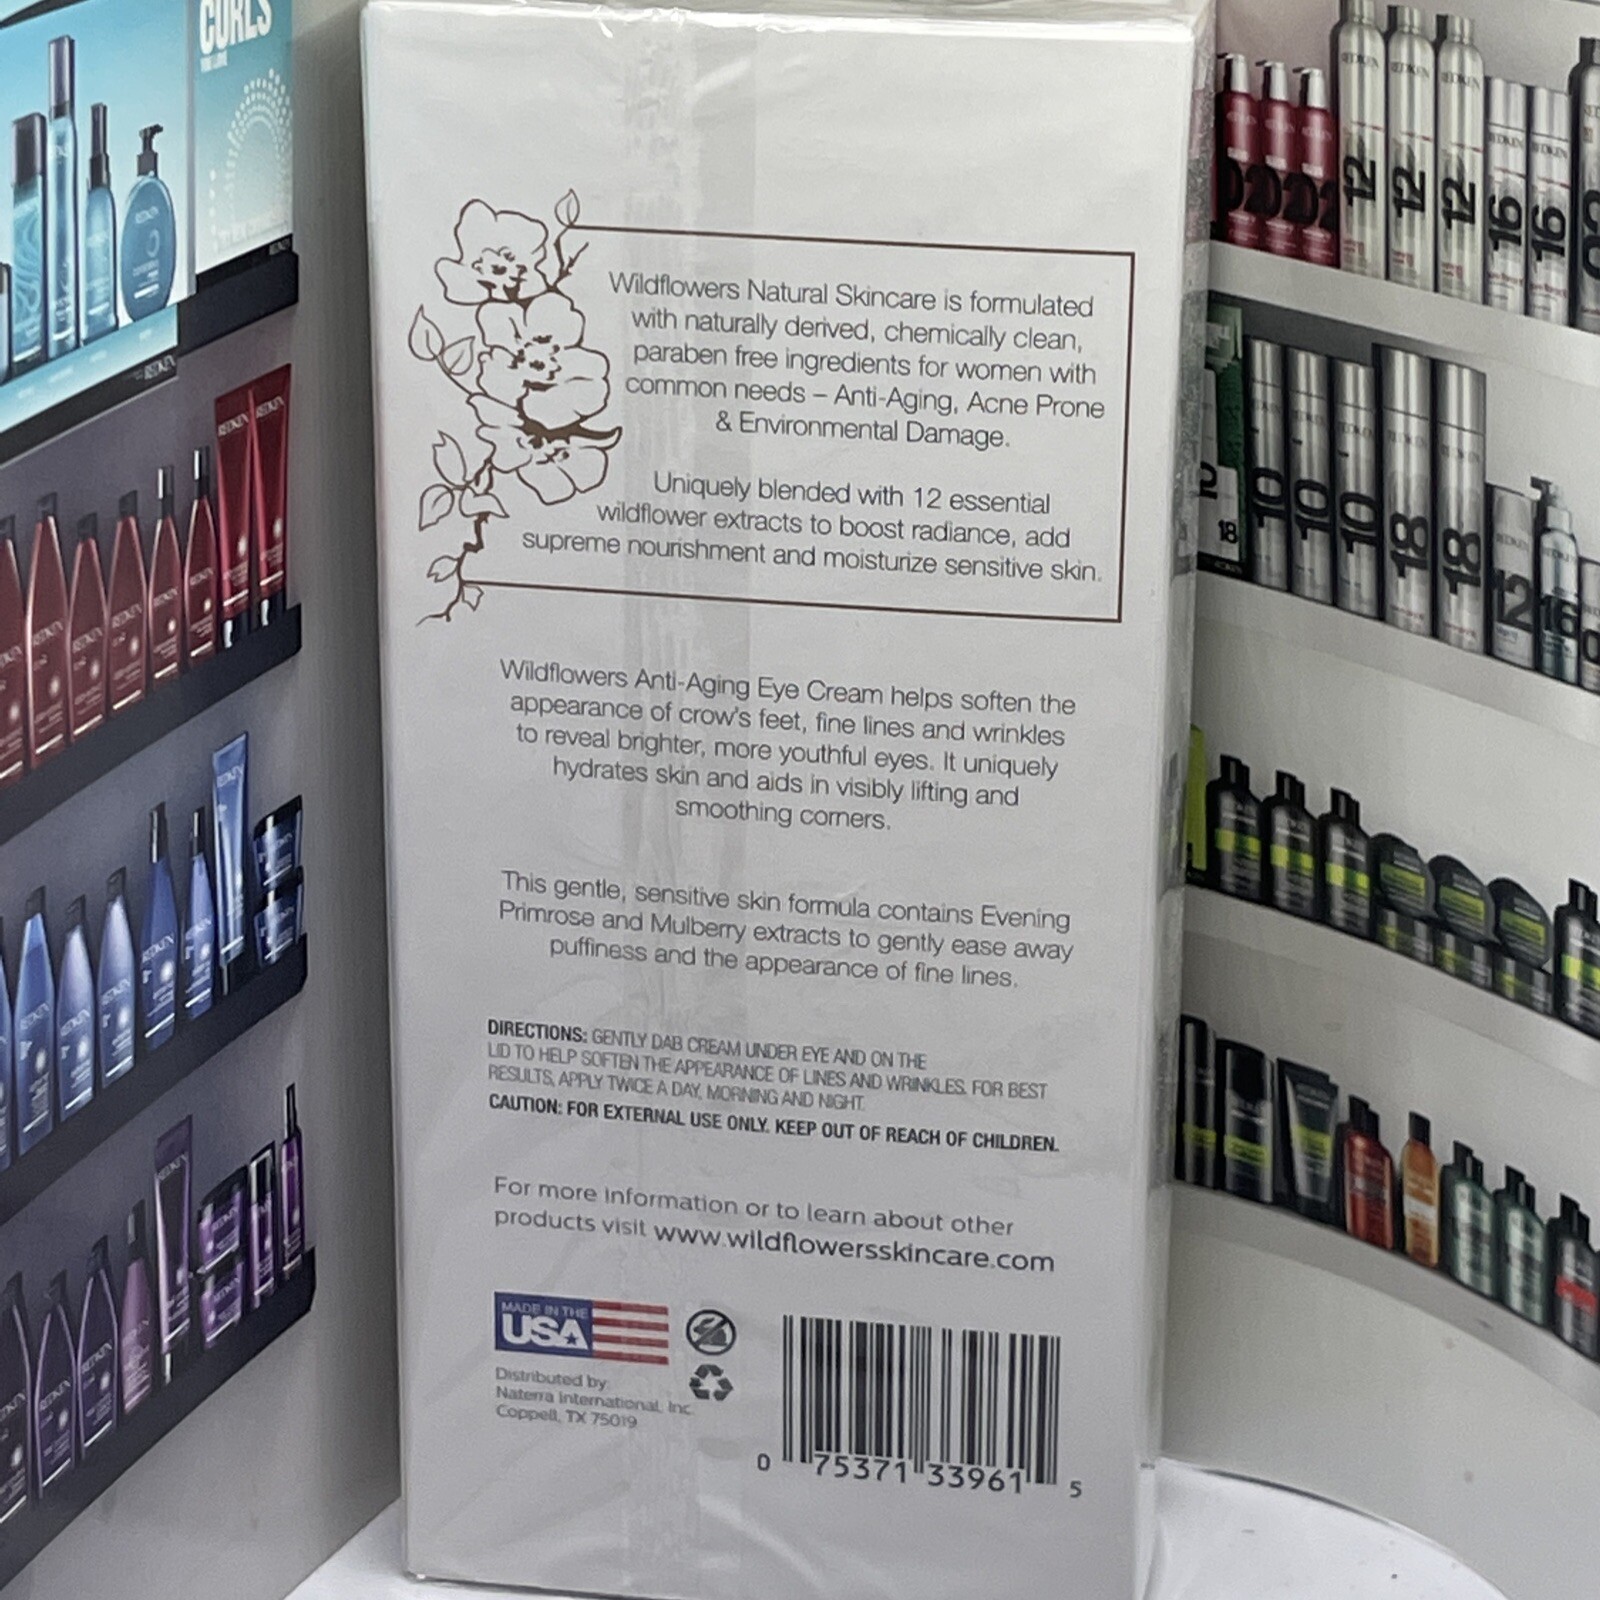 CURLS
YOU LOVE
Wildflowers Natural Skincare is formulated
with naturally derived, chemically clean,
paraben free ingredients for women with
common needs – Anti-Aging, Acne Prone
& Environmental Damage.
Uniquely blended with 12 essential
wildflower extracts to boost radiance, add
supreme nourishment and moisturize sensitive skin.
Wildflowers Anti-Aging Eye Cream helps soften the
appearance of crow's feet, fine lines and wrinkles
to reveal brighter, more youthful eyes. It uniquely
hydrates skin and aids in visibly lifting and
smoothing corners.
This gentle, sensitive skin formula contains Evening
Primrose and Mulberry extracts to gently ease away
puffiness and the appearance of fine lines.
DIRECTIONS: GENTLY DAB CREAM UNDER EYE AND ON THE
LID TO HELP SOFTEN THE APPEARANCE OF LINES AND WRINKLES. FOR BEST
RESULTS, APPLY TWICE A DAY, MORNING AND NIGHT.
CAUTION: FOR EXTERNAL USE ONLY. KEEP OUT OF REACH OF CHILDREN.
For more information or to learn about other
products visit www.wildflowersskincare.com
MADE IN THE
USA
Distributed by:
Naterra International, Inc.
Coppell, TX 75019
0 75371 33961 5
REDKEN
REDKEN
REDKEN
12
12
12
16
16
10
10
10
18
18
12
16
18